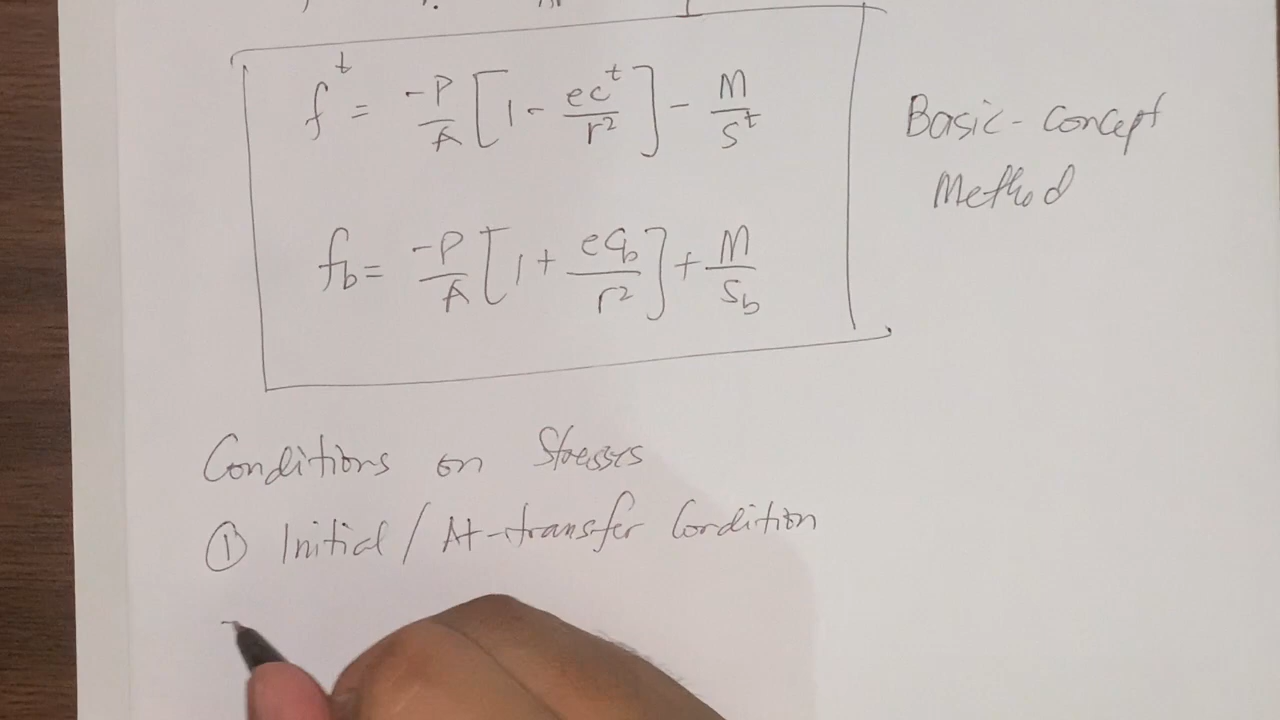 f^t = -P/A [1 - ec^t/r²] - M/S^t
Basic-concept
Method
f_b = -P/A [1 + ec_b/r²] + M/S_b
Conditions on Stresses
① Initial / At-transfer Condition